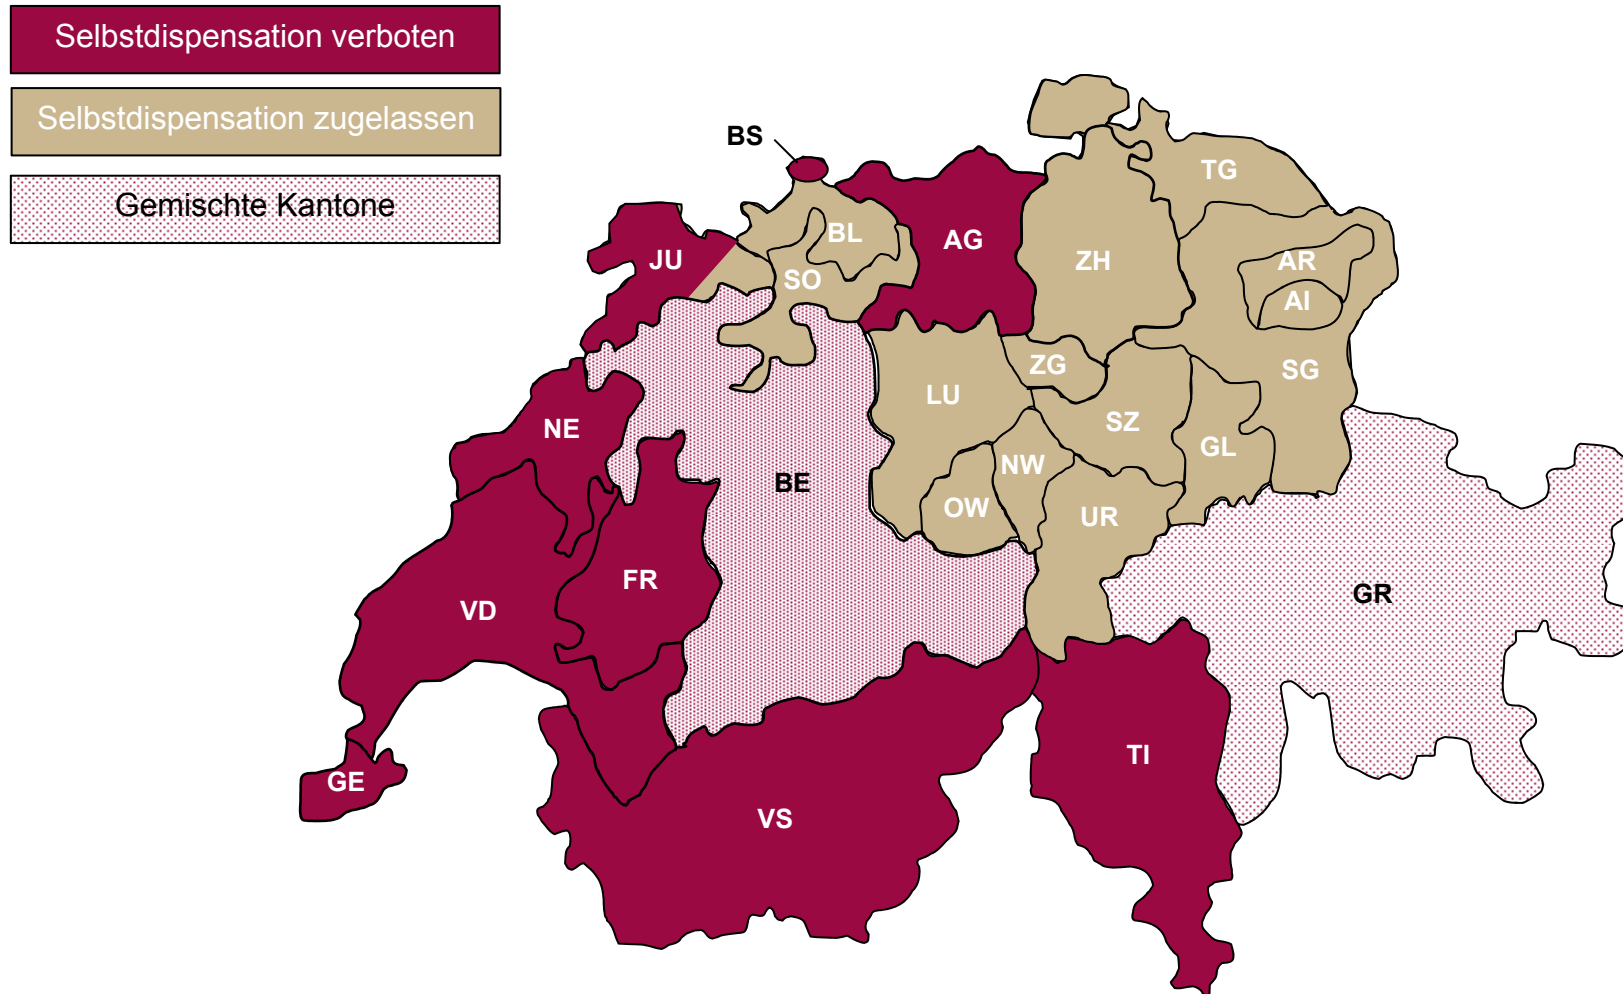 Selbstdispensation verboten
Selbstdispensation zugelassen
Gemischte Kantone
BS
TG
BL
AG
JU
ZH
AR
SO
AI
ZG
SG
LU
SZ
NE
GL
NW
BE
OW
UR
FR
GR
VD
TI
GE
VS